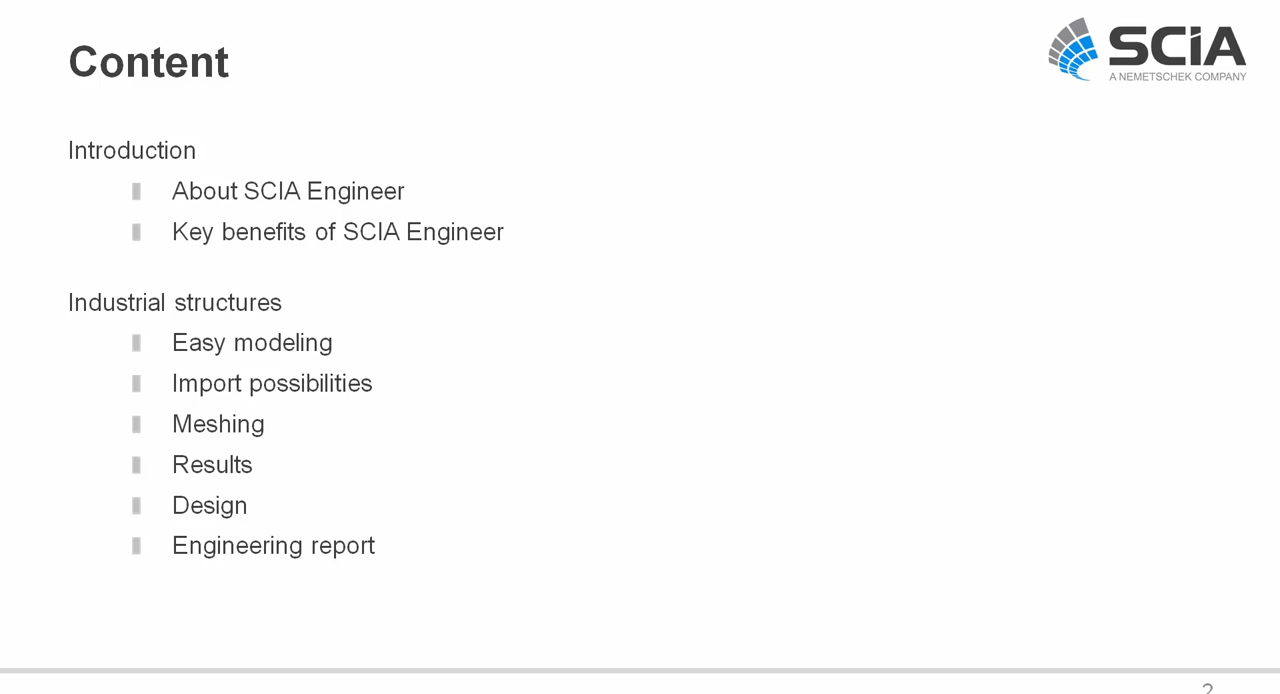 Content
SCiA
A NEMETSCHEK COMPANY
Introduction
About SCIA Engineer
Key benefits of SCIA Engineer
Industrial structures
Easy modeling
Import possibilities
Meshing
Results
Design
Engineering report
2